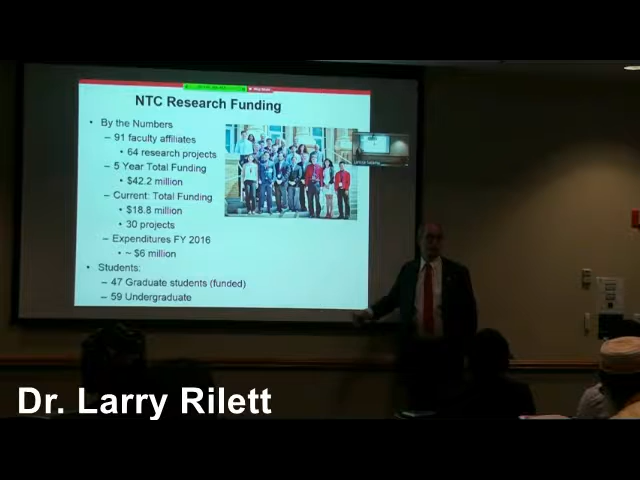 NTC Research Funding
• By the Numbers
– 91 faculty affiliates
• 64 research projects
– 5 Year Total Funding
• $42.2 million
– Current: Total Funding
• $18.8 million
• 30 projects
– Expenditures FY 2016
• ~ $6 million
• Students:
– 47 Graduate students (funded)
– 59 Undergraduate
Dr. Larry Rilett